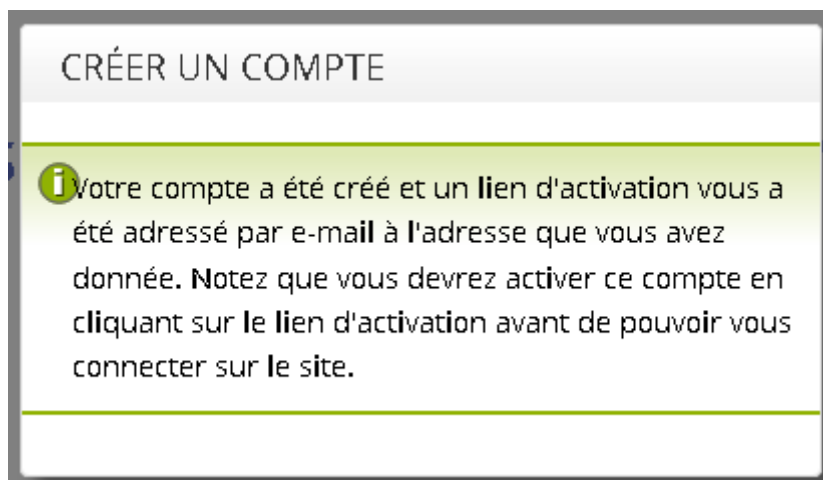 CRÉER UN COMPTE
Votre compte a été créé et un lien d'activation vous a
été adressé par e-mail à l'adresse que vous avez
donnée. Notez que vous devrez activer ce compte en
cliquant sur le lien d'activation avant de pouvoir vous
connecter sur le site.